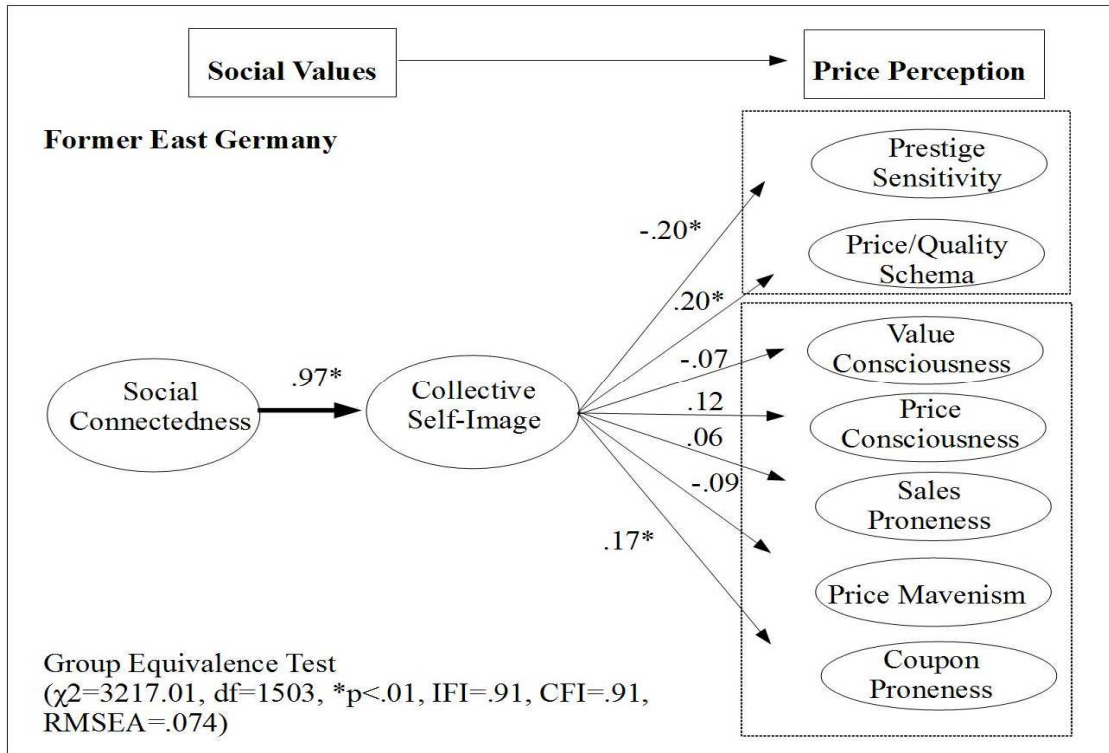 Social Values
Price Perception
Former East Germany
Prestige
Sensitivity
-.20*
Price/Quality
Schema
.20*
Value
Consciousness
-.07
.97*
Social
Connectedness
Collective
Self-Image
.12
Price
Consciousness
.06
Sales
Proneness
-.09
.17*
Price Mavenism
Coupon
Proneness
Group Equivalence Test
(χ2=3217.01, df=1503, *p<.01, IFI=.91, CFI=.91,
RMSEA=.074)